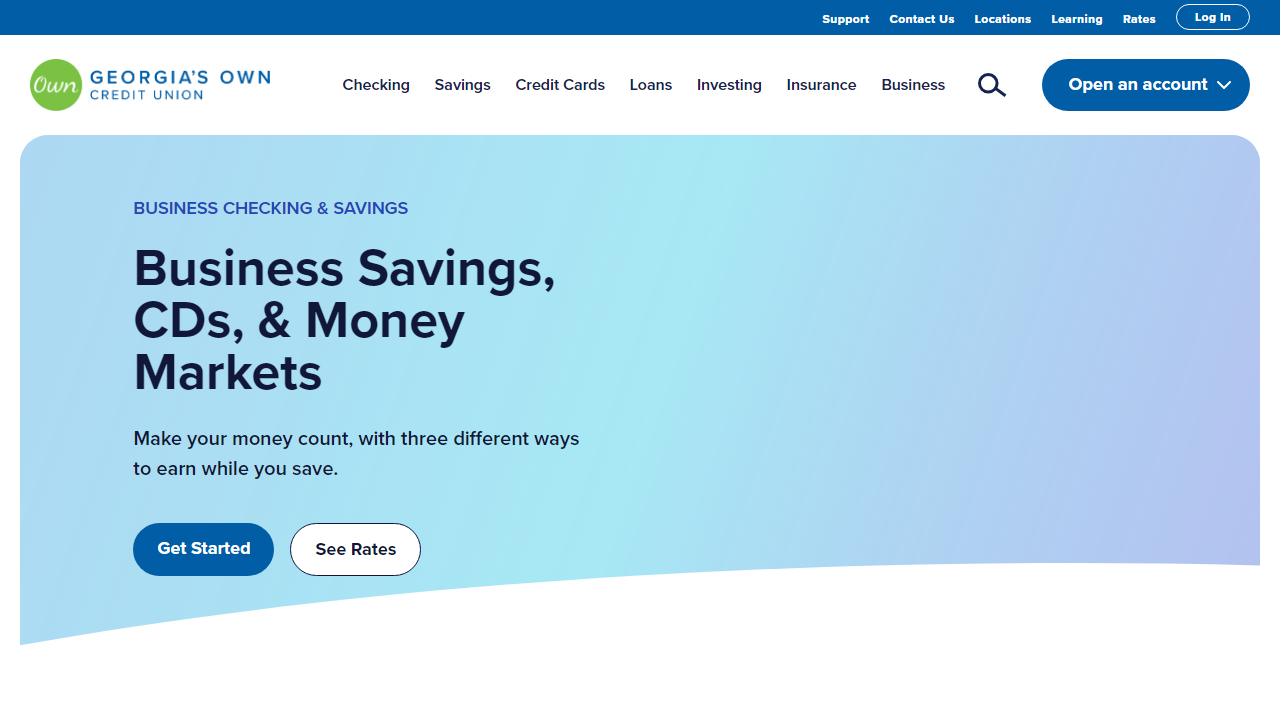 Support Contact Us Locations Learning Rates Log In
Own GEORGIA'S OWN
CREDIT UNION
Checking Savings Credit Cards Loans Investing Insurance Business Open an account
BUSINESS CHECKING & SAVINGS
Business Savings,
CDs, & Money
Markets
Make your money count, with three different ways
to earn while you save.
Get Started See Rates